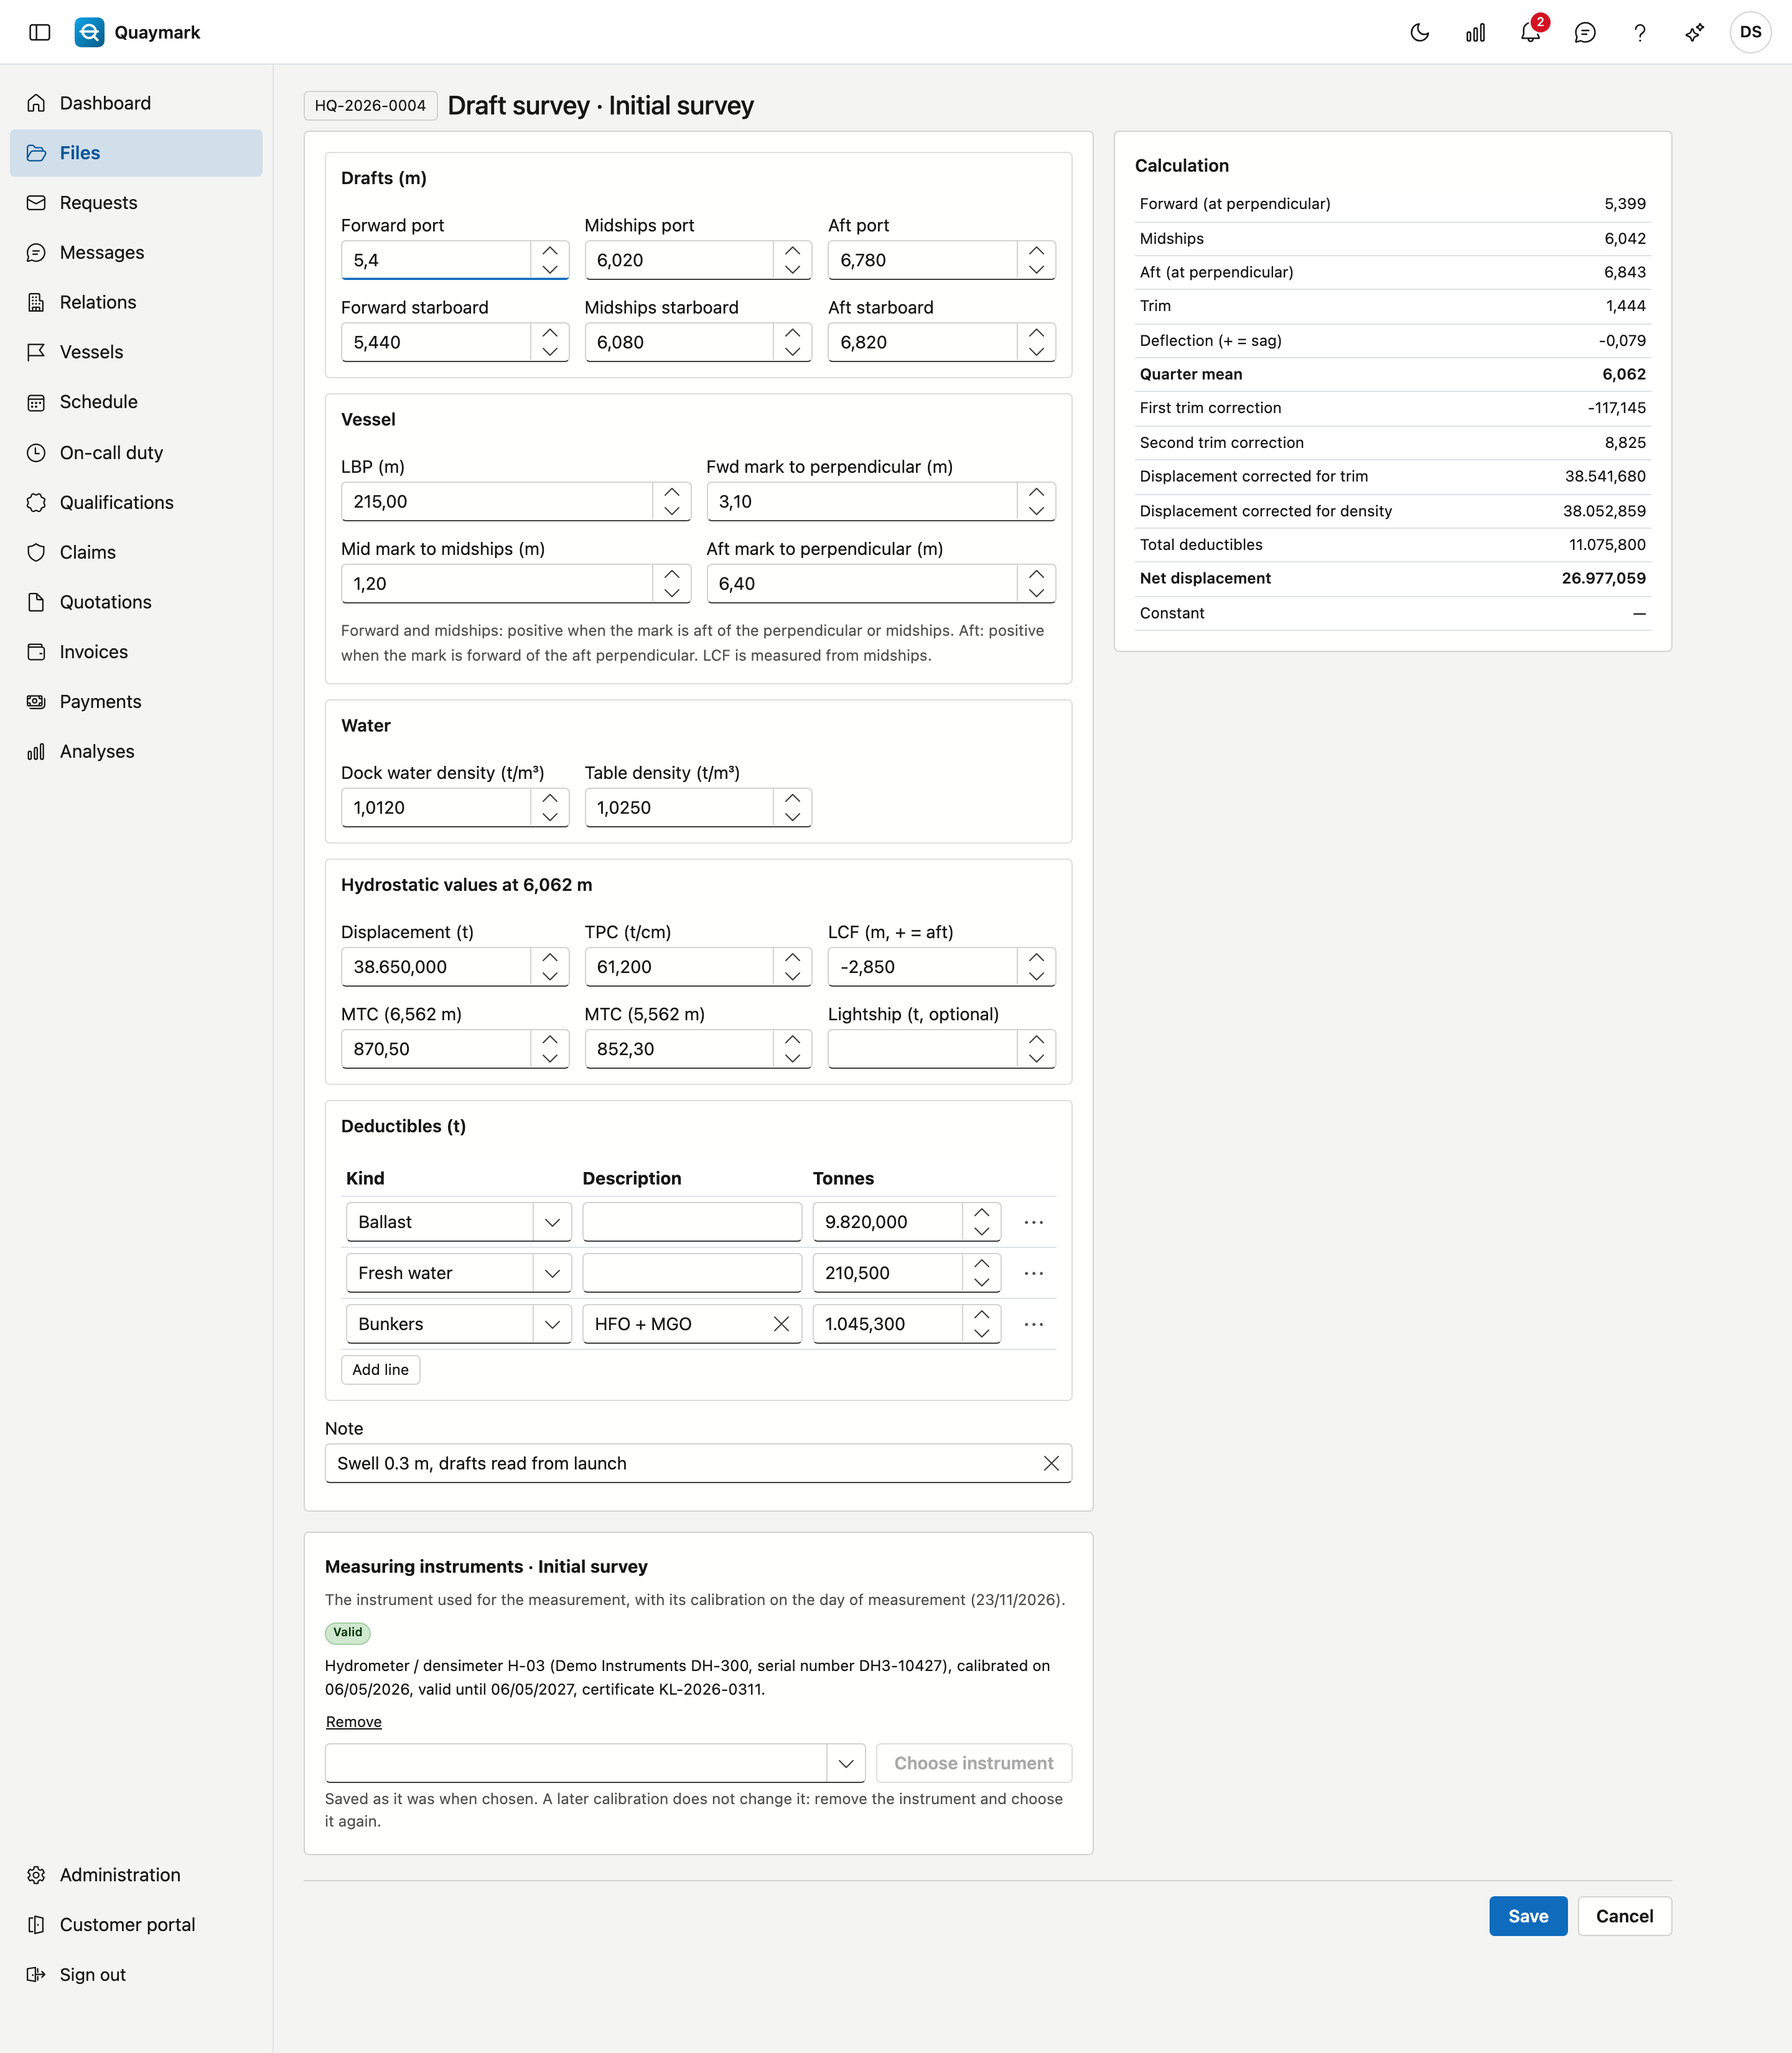 Quaymark
2
DS
Dashboard
Files
Requests
Messages
Relations
Vessels
Schedule
On-call duty
Qualifications
Claims
Quotations
Invoices
Payments
Analyses
Administration
Customer portal
Sign out
HQ-2026-0004 Draft survey · Initial survey
Drafts (m)
Forward port Midships port Aft port
5,4 6,020 6,780
Forward starboard Midships starboard Aft starboard
5,440 6,080 6,820
Vessel
LBP (m) Fwd mark to perpendicular (m)
215,00 3,10
Mid mark to midships (m) Aft mark to perpendicular (m)
1,20 6,40
Forward and midships: positive when the mark is aft of the perpendicular or midships. Aft: positive
when the mark is forward of the aft perpendicular. LCF is measured from midships.
Water
Dock water density (t/m³) Table density (t/m³)
1,0120 1,0250
Hydrostatic values at 6,062 m
Displacement (t) TPC (t/cm) LCF (m, + = aft)
38.650,000 61,200 -2,850
MTC (6,562 m) MTC (5,562 m) Lightship (t, optional)
870,50 852,30
Deductibles (t)
Kind Description Tonnes
Ballast 9.820,000
Fresh water 210,500
Bunkers HFO + MGO 1.045,300
Add line
Note
Swell 0.3 m, drafts read from launch
Measuring instruments · Initial survey
The instrument used for the measurement, with its calibration on the day of measurement (23/11/2026).
Valid
Hydrometer / densimeter H-03 (Demo Instruments DH-300, serial number DH3-10427), calibrated on
06/05/2026, valid until 06/05/2027, certificate KL-2026-0311.
Remove
Choose instrument
Saved as it was when chosen. A later calibration does not change it: remove the instrument and choose
it again.
Calculation
Forward (at perpendicular) 5,399
Midships 6,042
Aft (at perpendicular) 6,843
Trim 1,444
Deflection (+ = sag) -0,079
Quarter mean 6,062
First trim correction -117,145
Second trim correction 8,825
Displacement corrected for trim 38.541,680
Displacement corrected for density 38.052,859
Total deductibles 11.075,800
Net displacement 26.977,059
Constant —
Save Cancel